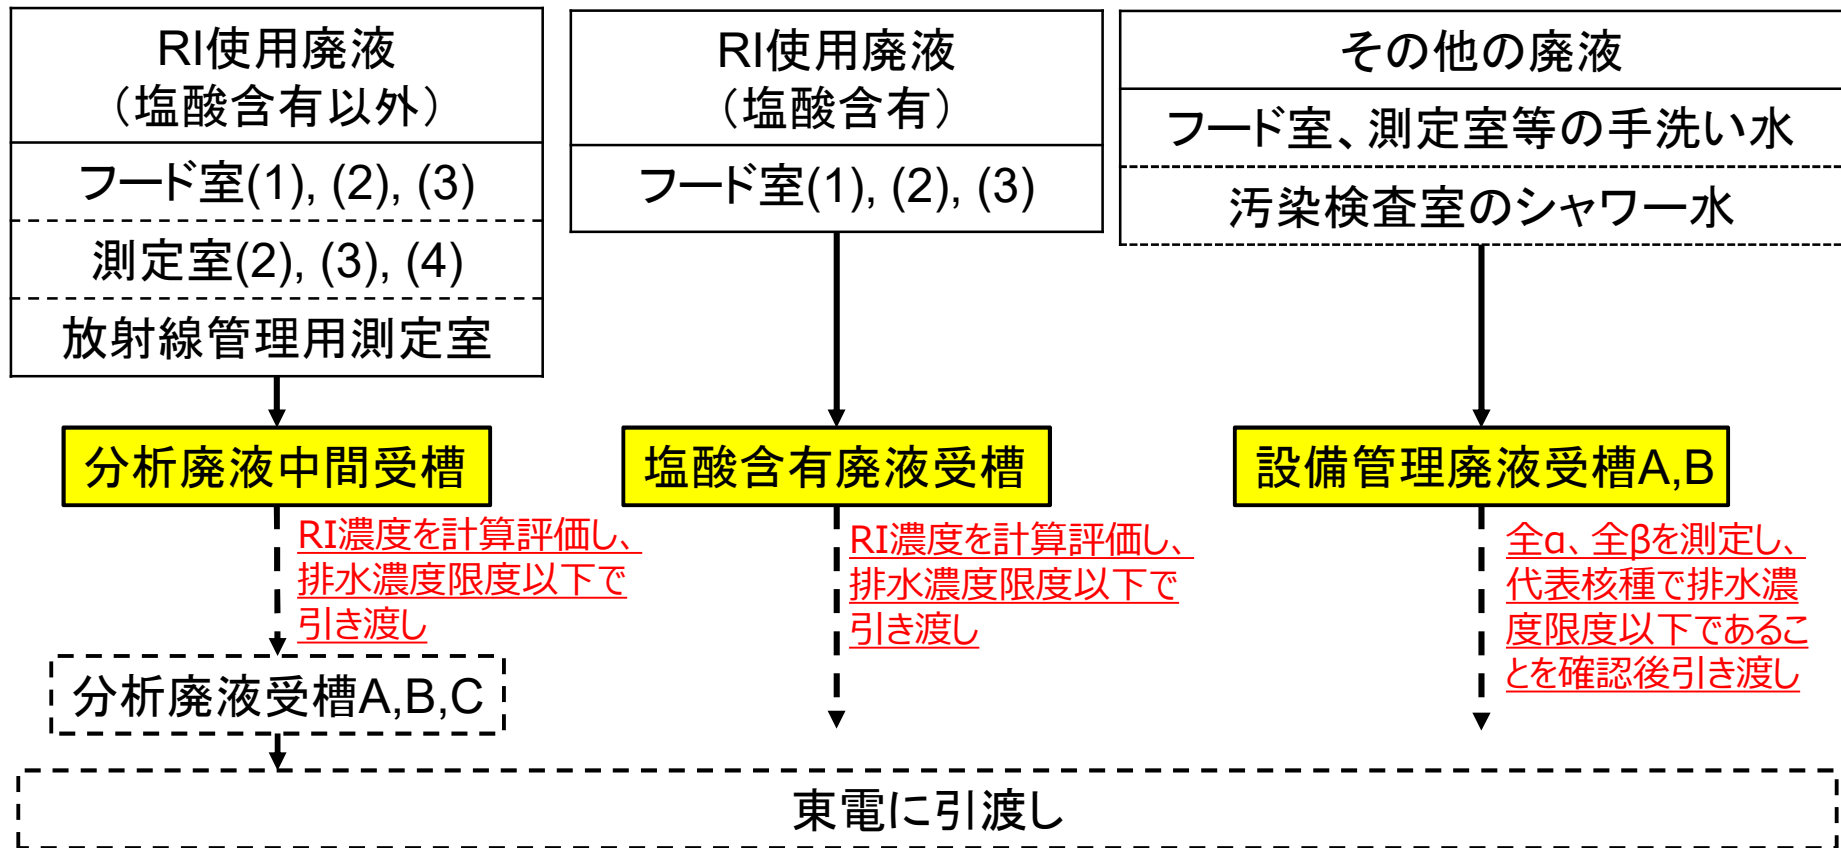 RI使用廃液
（塩酸含有以外）
フード室(1), (2), (3)
測定室(2), (3), (4)
放射線管理用測定室
RI使用廃液
（塩酸含有）
フード室(1), (2), (3)
その他の廃液
フード室、測定室等の手洗い水
汚染検査室のシャワー水
分析廃液中間受槽
塩酸含有廃液受槽
設備管理廃液受槽A,B
RI濃度を計算評価し、
排水濃度限度以下で
引き渡し
RI濃度を計算評価し、
排水濃度限度以下で
引き渡し
全α、全βを測定し、
代表核種で排水濃
度限度以下であるこ
とを確認後引き渡し
分析廃液受槽A,B,C
東電に引渡し